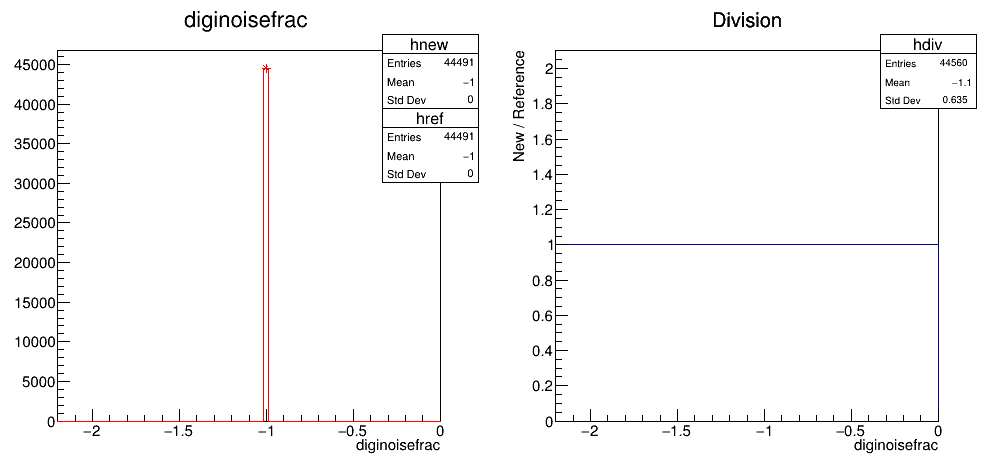 diginoisefrac
hnew
Entries 44491
Mean −1
Std Dev 0
href
Entries 44491
Mean −1
Std Dev 0
45000
40000
35000
30000
25000
20000
15000
10000
5000
0
−2 −1.5 −1 −0.5 0
diginoisefrac
Division
hdiv
Entries 44560
Mean −1.1
Std Dev 0.635
New / Reference
2
1.8
1.6
1.4
1.2
1
0.8
0.6
0.4
0.2
0
−2 −1.5 −1 −0.5 0
diginoisefrac